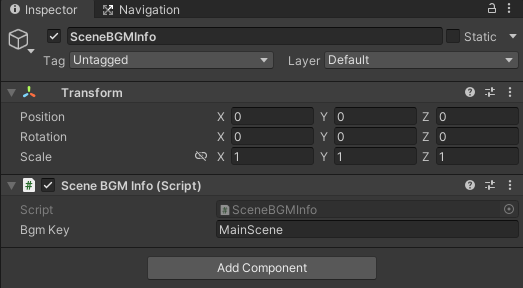 Inspector Navigation
SceneBGMInfo Static
Tag Untagged Layer Default
Transform
Position X 0 Y 0 Z 0
Rotation X 0 Y 0 Z 0
Scale X 1 Y 1 Z 1
# Scene BGM Info (Script)
Script # SceneBGMInfo
Bgm Key MainScene
Add Component